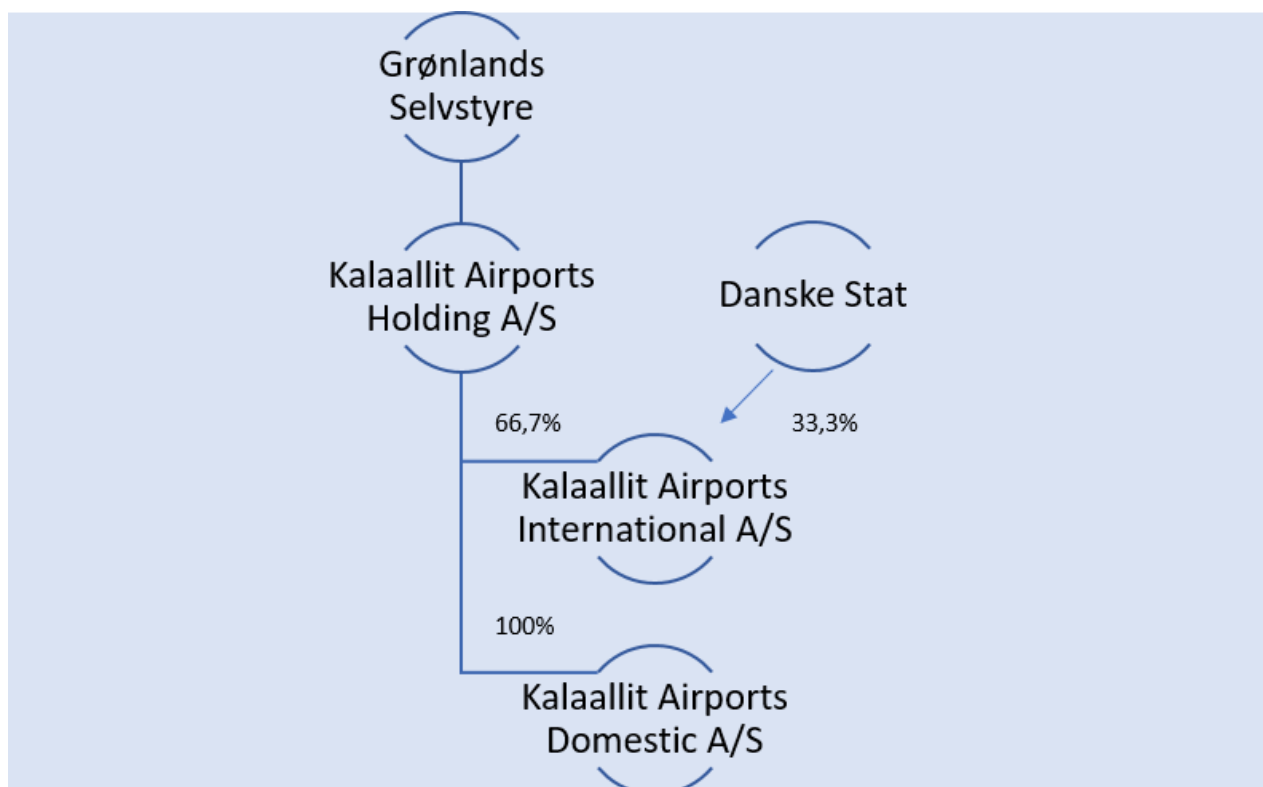 Grønlands
Selvstyre
Kalaallit Airports
Holding A/S
Danske Stat
66,7%
33,3%
Kalaallit Airports
International A/S
100%
Kalaallit Airports
Domestic A/S